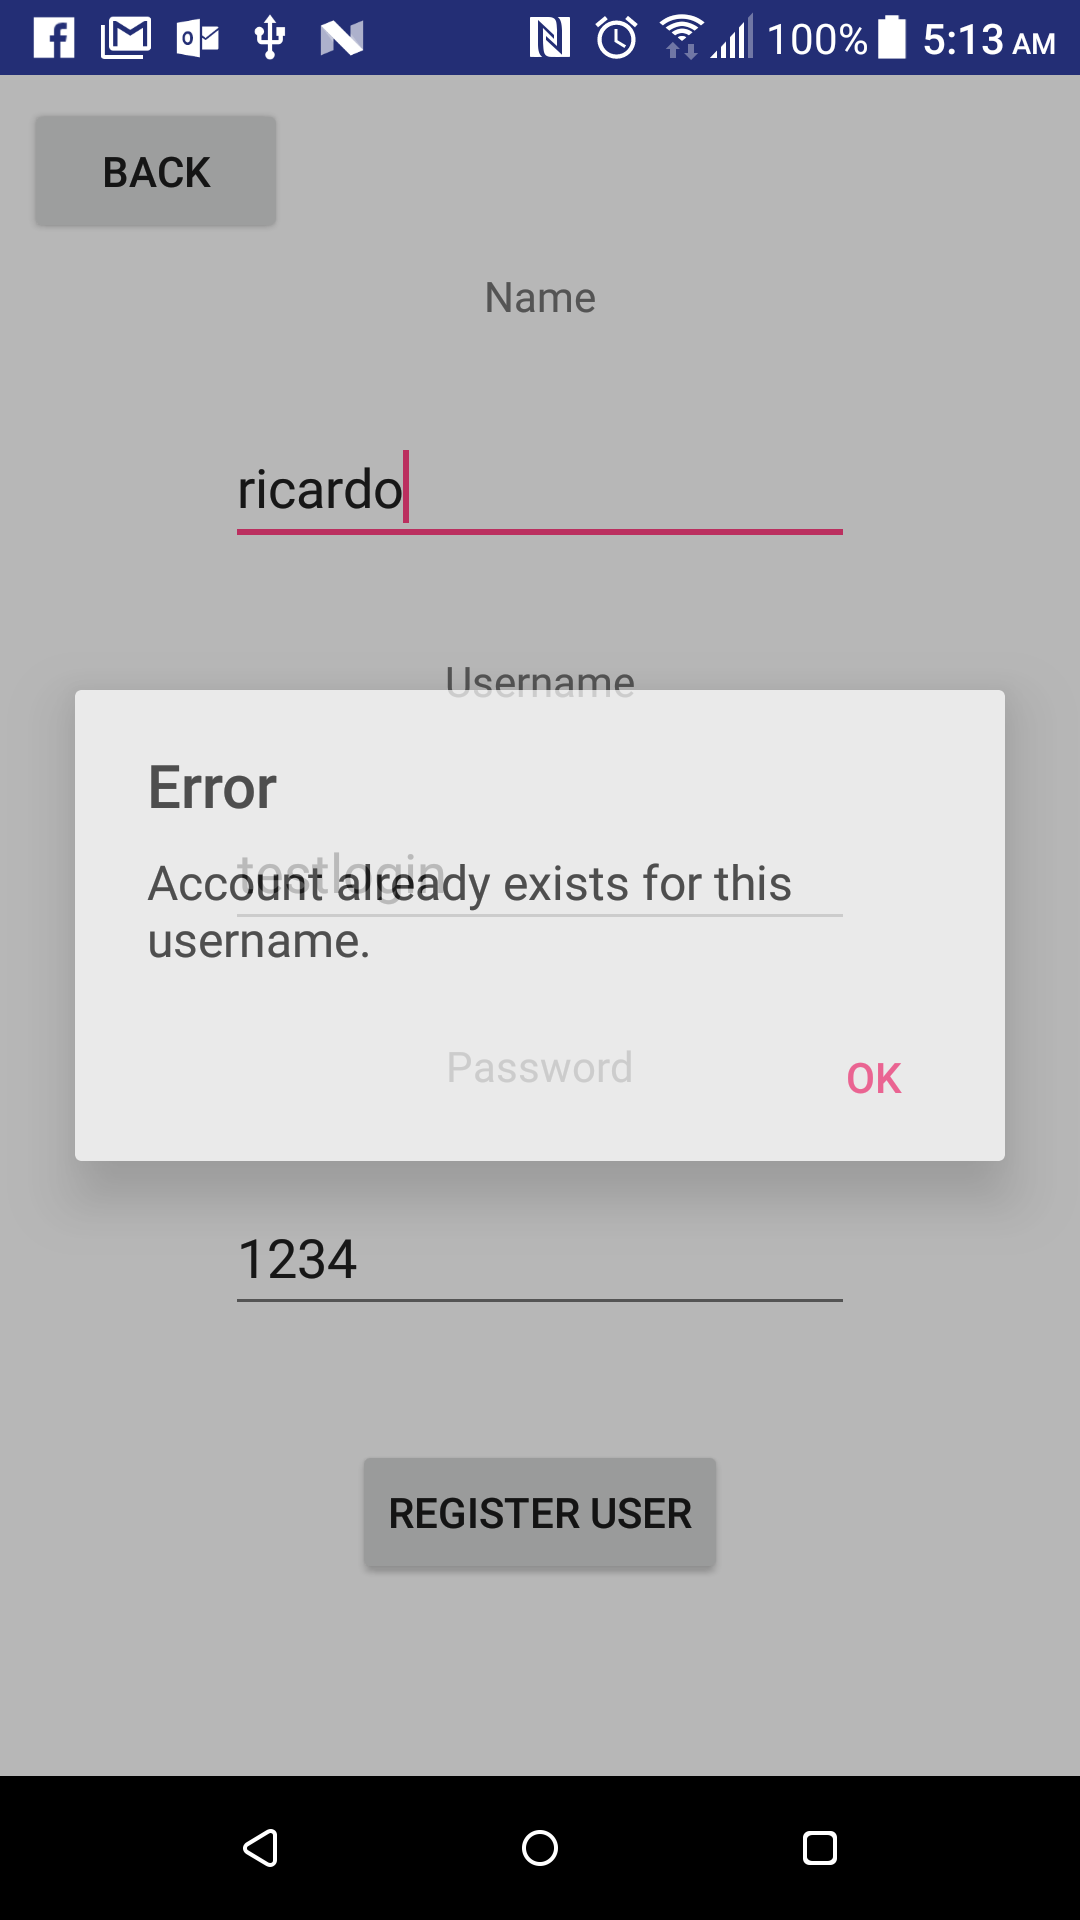 100% 5:13 AM
BACK
Name
ricardo
Username
Error
testlogin
Account already exists for this
username.
Password
OK
1234
REGISTER USER